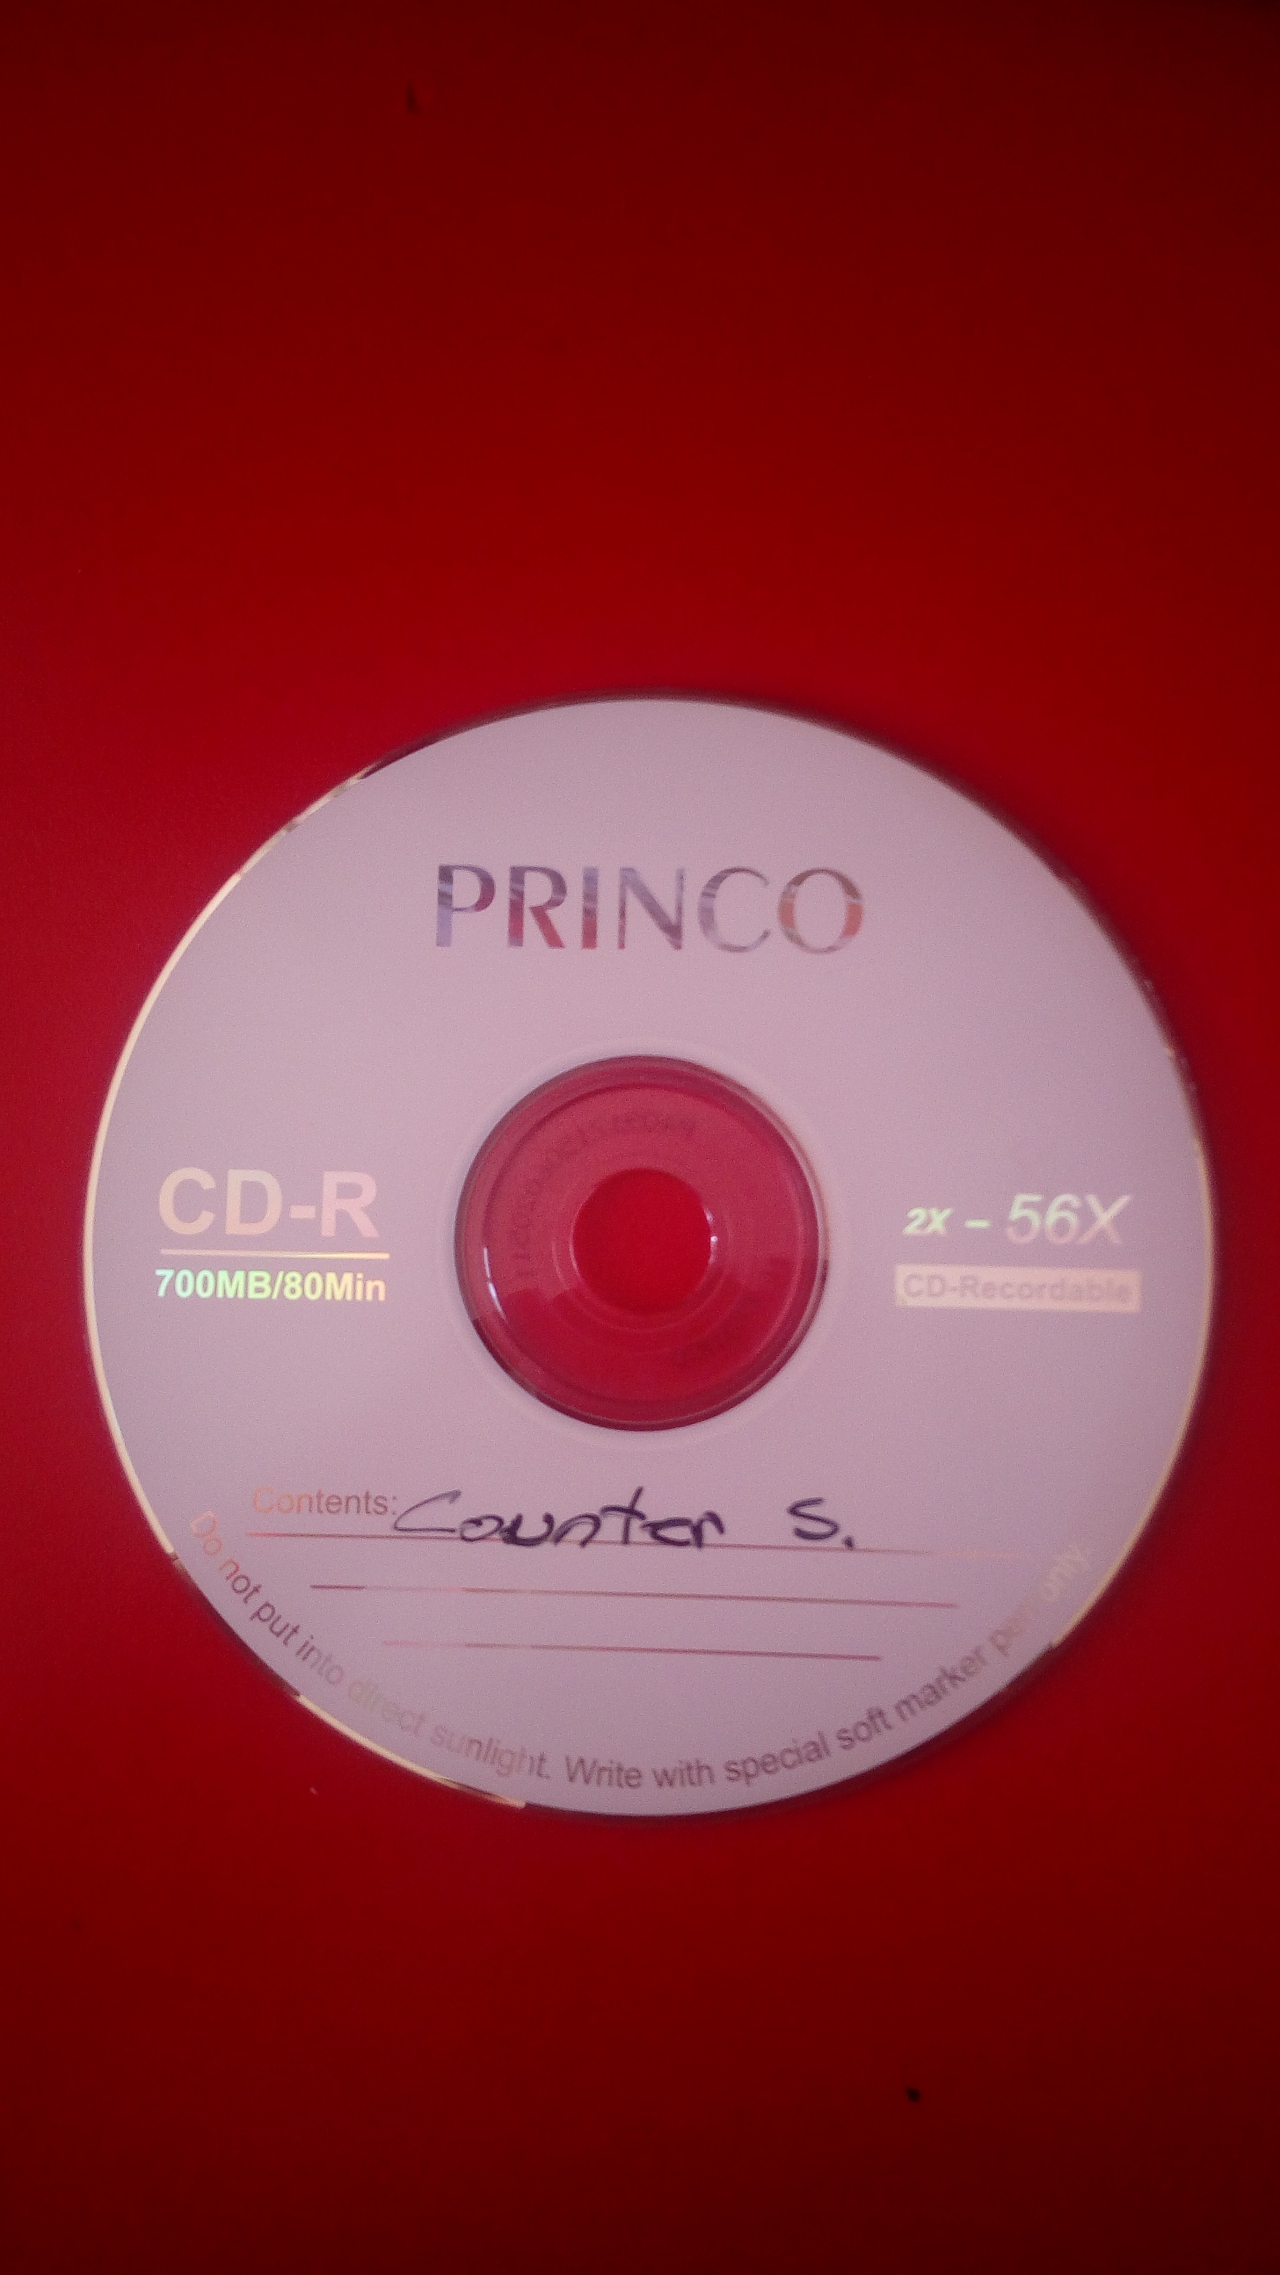 PRINCO
CD-R
700MB/80Min
2X - 56X
CD-Recordable
Contents: Counter S.
Do not put into direct sunlight. Write with special soft marker pen only.